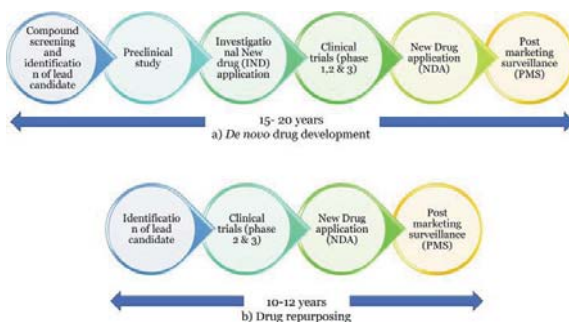 Compound
screening
and
identificatio
n of lead
candidate
Preclinical
study
Investigatio
nal New
drug (IND)
application
Clinical
trials (phase
1,2 & 3)
New Drug
application
(NDA)
Post
marketing
surveillance
(PMS)
15- 20 years
a) De novo drug development
Identificatio
n of lead
candidate
Clinical
trials (phase
2 & 3)
New Drug
application
(NDA)
Post
marketing
surveillance
(PMS)
10-12 years
b) Drug repurposing